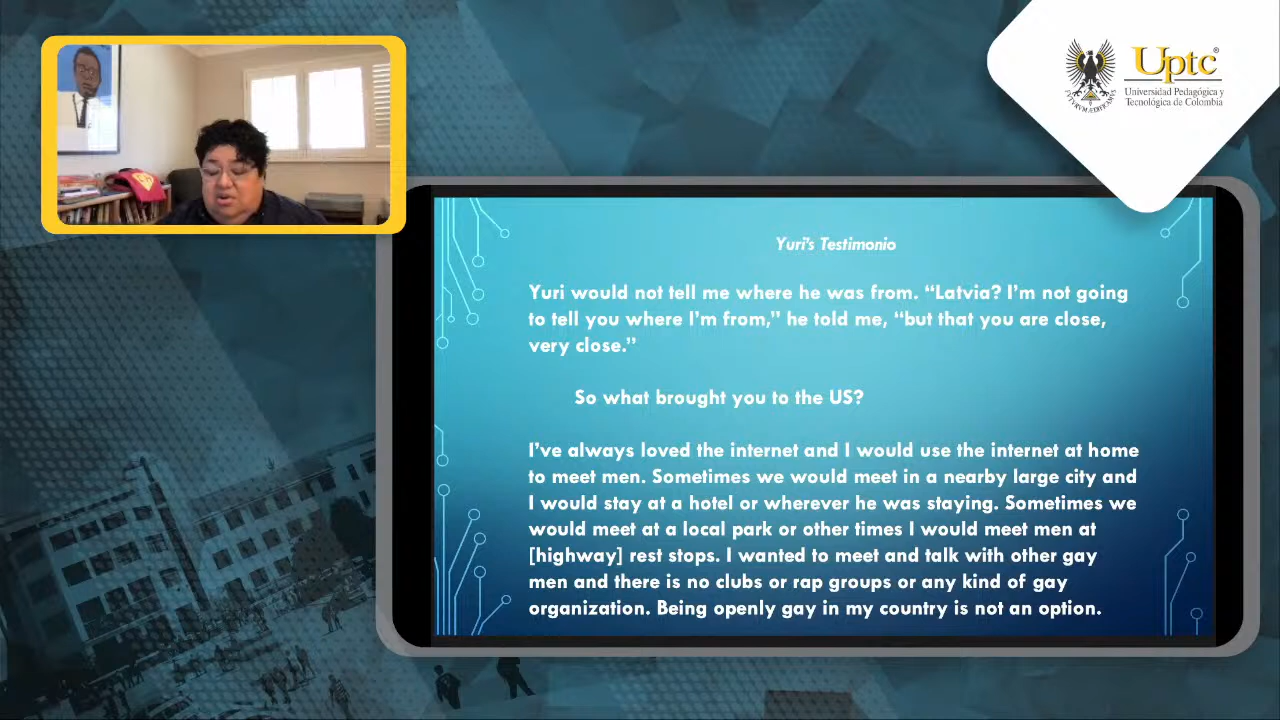 Uptc®
Universidad Pedagógica y
Tecnológica de Colombia
Yuri's Testimonio
Yuri would not tell me where he was from. “Latvia? I’m not going
to tell you where I’m from,” he told me, “but that you are close,
very close.”
So what brought you to the US?
I’ve always loved the internet and I would use the internet at home
to meet men. Sometimes we would meet in a nearby large city and
I would stay at a hotel or wherever he was staying. Sometimes we
would meet at a local park or other times I would meet men at
[highway] rest stops. I wanted to meet and talk with other gay
men and there is no clubs or rap groups or any kind of gay
organization. Being openly gay in my country is not an option.